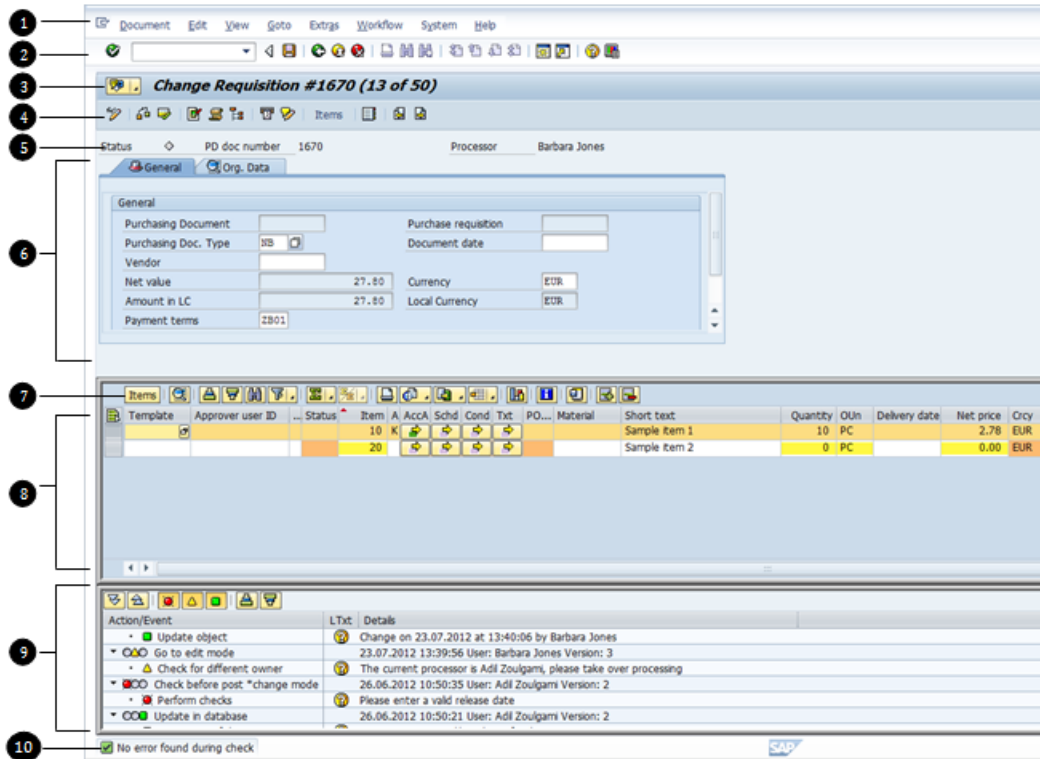 1 Document Edit View Goto Extras Workflow System Help
2
3 Change Requisition #1670 (13 of 50)
4 Items
5 Status PD doc number 1670 Processor Barbara Jones
General Org. Data
General
Purchasing Document Purchase requisition
6 Purchasing Doc. Type NB Document date
Vendor
Net value 27.80 Currency EUR
Amount in LC 27.80 Local Currency EUR
Payment terms ZB01
7 Items
Template Approver user ID ... Status Item A AccA Schd Cond Txt PO... Material Short text Quantity OUn Delivery date Net price Crcy
10 K Sample item 1 10 PC 2.78 EUR
20 Sample item 2 0 PC 0.00 EUR
8
Action/Event LTxt Details
Update object Change on 23.07.2012 at 13:40:06 by Barbara Jones
9 Go to edit mode 23.07.2012 13:39:56 User: Barbara Jones Version: 3
Check for different owner The current processor is Adil Zoulgami, please take over processing
Check before post *change mode 26.06.2012 10:50:35 User: Adil Zoulgami Version: 2
Perform checks Please enter a valid release date
Update in database 26.06.2012 10:50:21 User: Adil Zoulgami Version: 2
10 No error found during check SAP